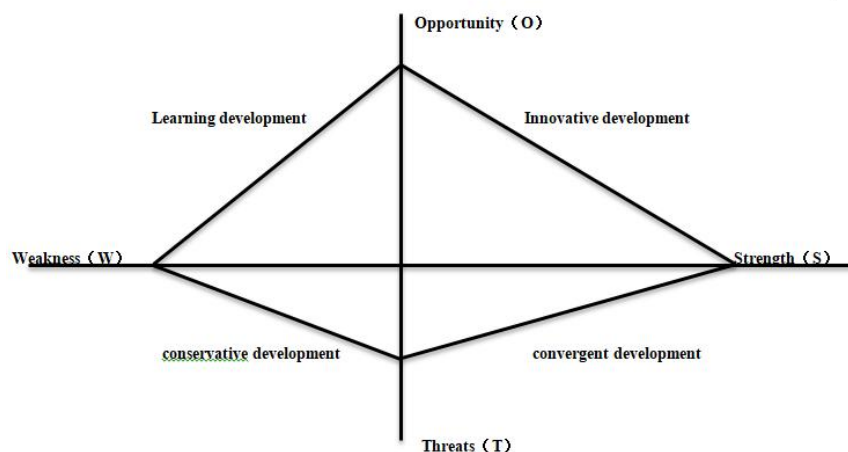 Opportunity（O）
Learning development
Innovative development
Weakness（W）
Strength（S）
conservative development
convergent development
Threats（T）